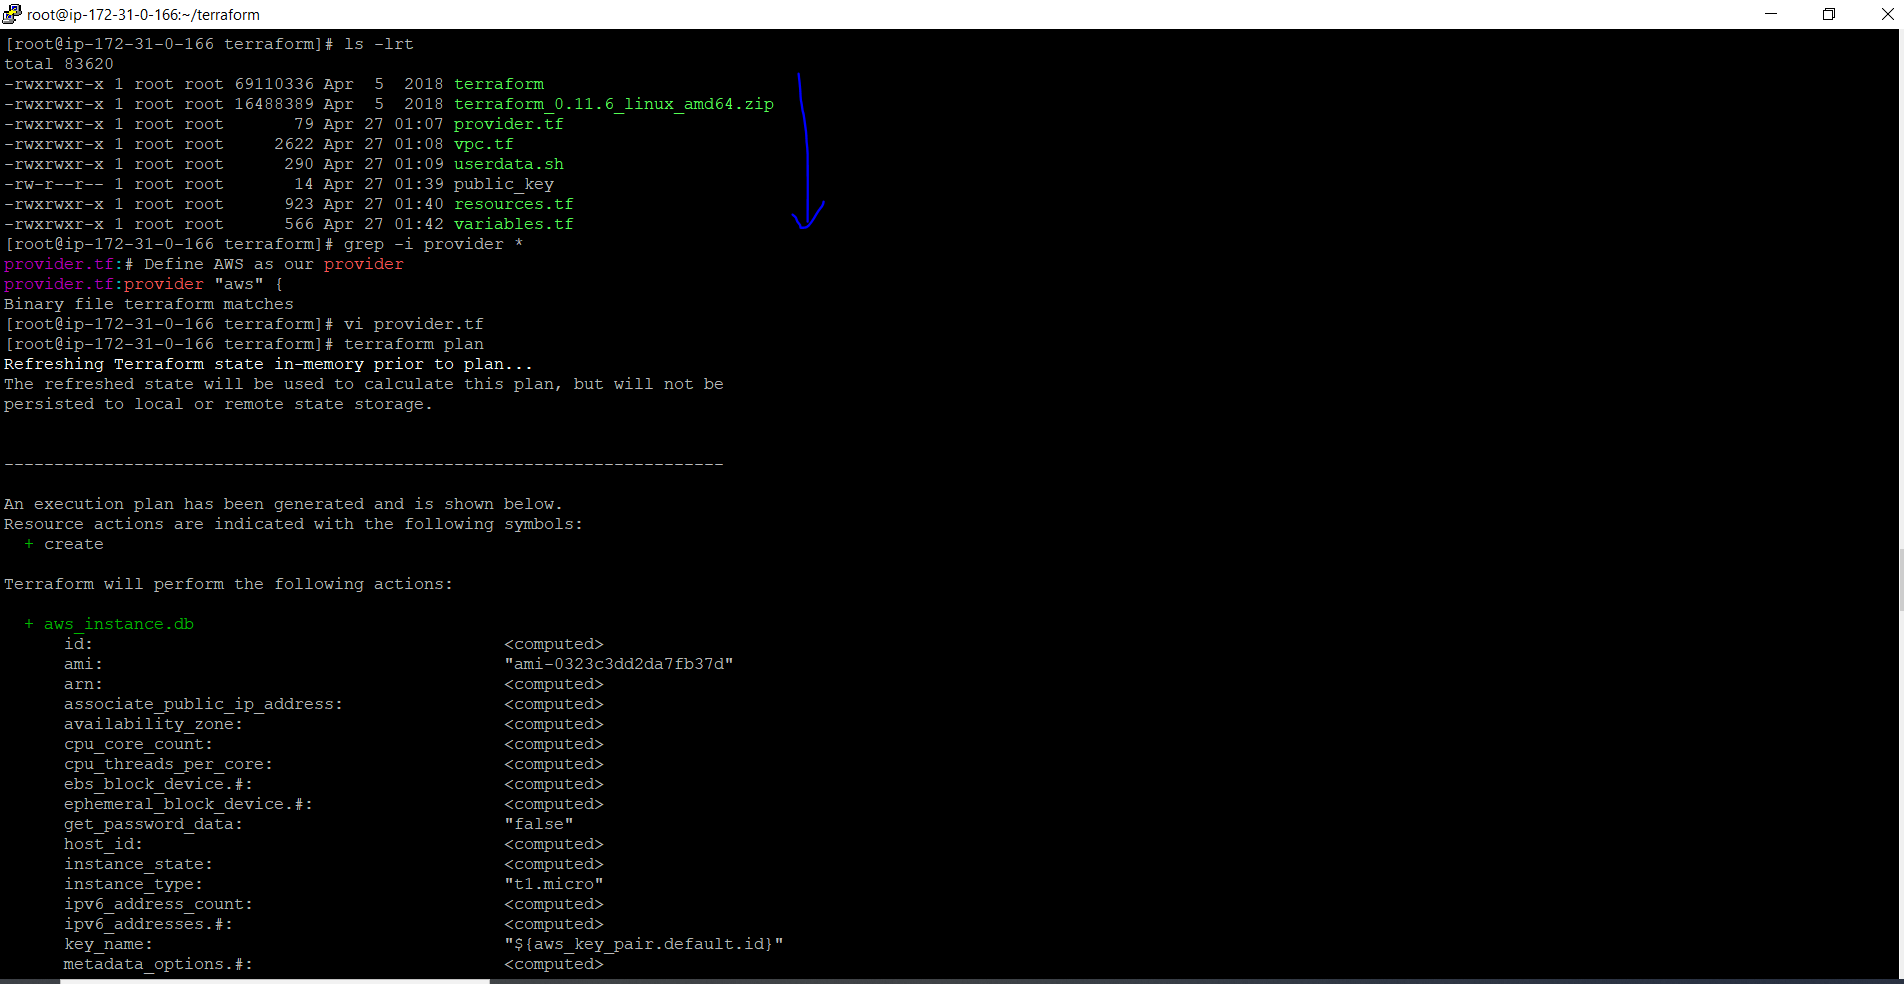 root@ip-172-31-0-166:~/terraform
[root@ip-172-31-0-166 terraform]# ls -lrt
total 83620
-rwxrwxr-x 1 root root 69110336 Apr  5  2018 terraform
-rwxrwxr-x 1 root root 16488389 Apr  5  2018 terraform_0.11.6_linux_amd64.zip
-rwxrwxr-x 1 root root       79 Apr 27 01:07 provider.tf
-rwxrwxr-x 1 root root     2622 Apr 27 01:08 vpc.tf
-rwxrwxr-x 1 root root      290 Apr 27 01:09 userdata.sh
-rw-r--r-- 1 root root       14 Apr 27 01:39 public_key
-rwxrwxr-x 1 root root      923 Apr 27 01:40 resources.tf
-rwxrwxr-x 1 root root      566 Apr 27 01:42 variables.tf
[root@ip-172-31-0-166 terraform]# grep -i provider *
provider.tf:# Define AWS as our provider
provider.tf:provider "aws" {
Binary file terraform matches
[root@ip-172-31-0-166 terraform]# vi provider.tf
[root@ip-172-31-0-166 terraform]# terraform plan
Refreshing Terraform state in-memory prior to plan...
The refreshed state will be used to calculate this plan, but will not be
persisted to local or remote state storage.
------------------------------------------------------------------------
An execution plan has been generated and is shown below.
Resource actions are indicated with the following symbols:
  + create
Terraform will perform the following actions:
  + aws_instance.db
      id:                                         <computed>
      ami:                                        "ami-0323c3dd2da7fb37d"
      arn:                                        <computed>
      associate_public_ip_address:                <computed>
      availability_zone:                          <computed>
      cpu_core_count:                             <computed>
      cpu_threads_per_core:                       <computed>
      ebs_block_device.#:                         <computed>
      ephemeral_block_device.#:                   <computed>
      get_password_data:                          "false"
      host_id:                                    <computed>
      instance_state:                             <computed>
      instance_type:                              "t1.micro"
      ipv6_address_count:                         <computed>
      ipv6_addresses.#:                           <computed>
      key_name:                                   "${aws_key_pair.default.id}"
      metadata_options.#:                         <computed>